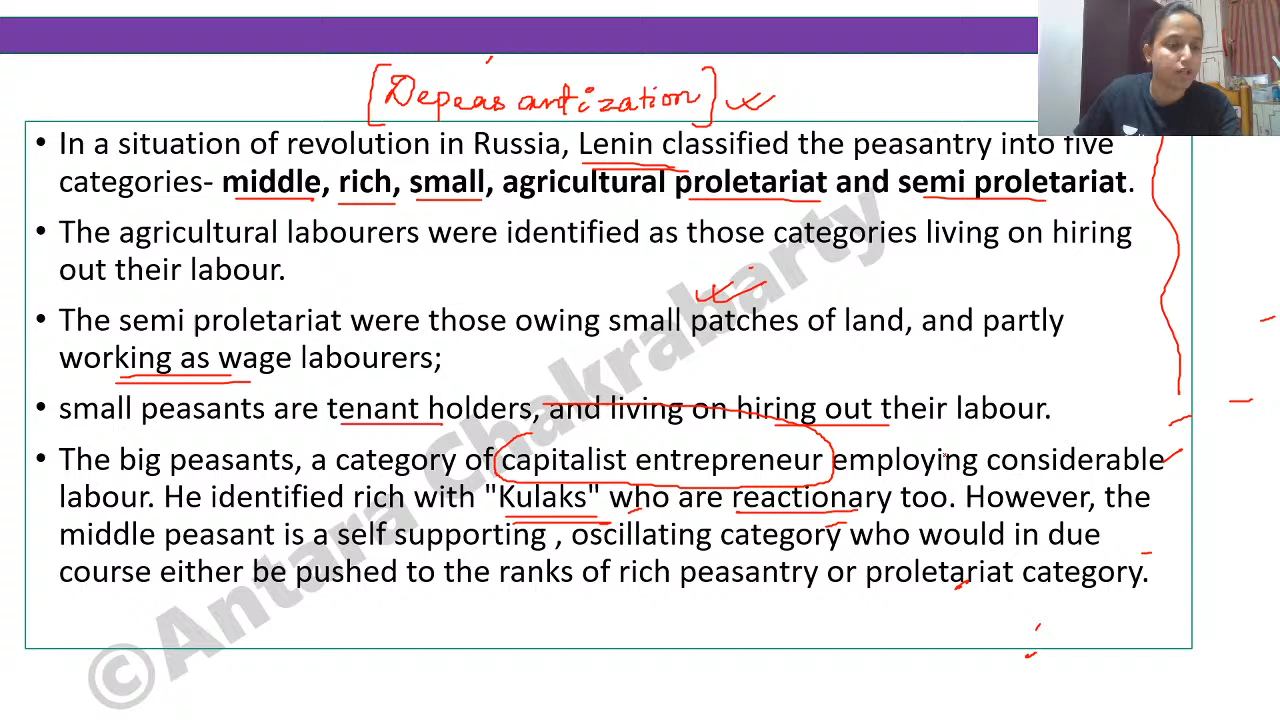 [Depeasantization]
• In a situation of revolution in Russia, Lenin classified the peasantry into five
categories- middle, rich, small, agricultural proletariat and semi proletariat.
• The agricultural labourers were identified as those categories living on hiring
out their labour.
• The semi proletariat were those owing small patches of land, and partly
working as wage labourers;
• small peasants are tenant holders, and living on hiring out their labour.
• The big peasants, a category of capitalist entrepreneur employing considerable
labour. He identified rich with "Kulaks" who are reactionary too. However, the
middle peasant is a self supporting , oscillating category who would in due
course either be pushed to the ranks of rich peasantry or proletariat category.
©Antara Chakraharty